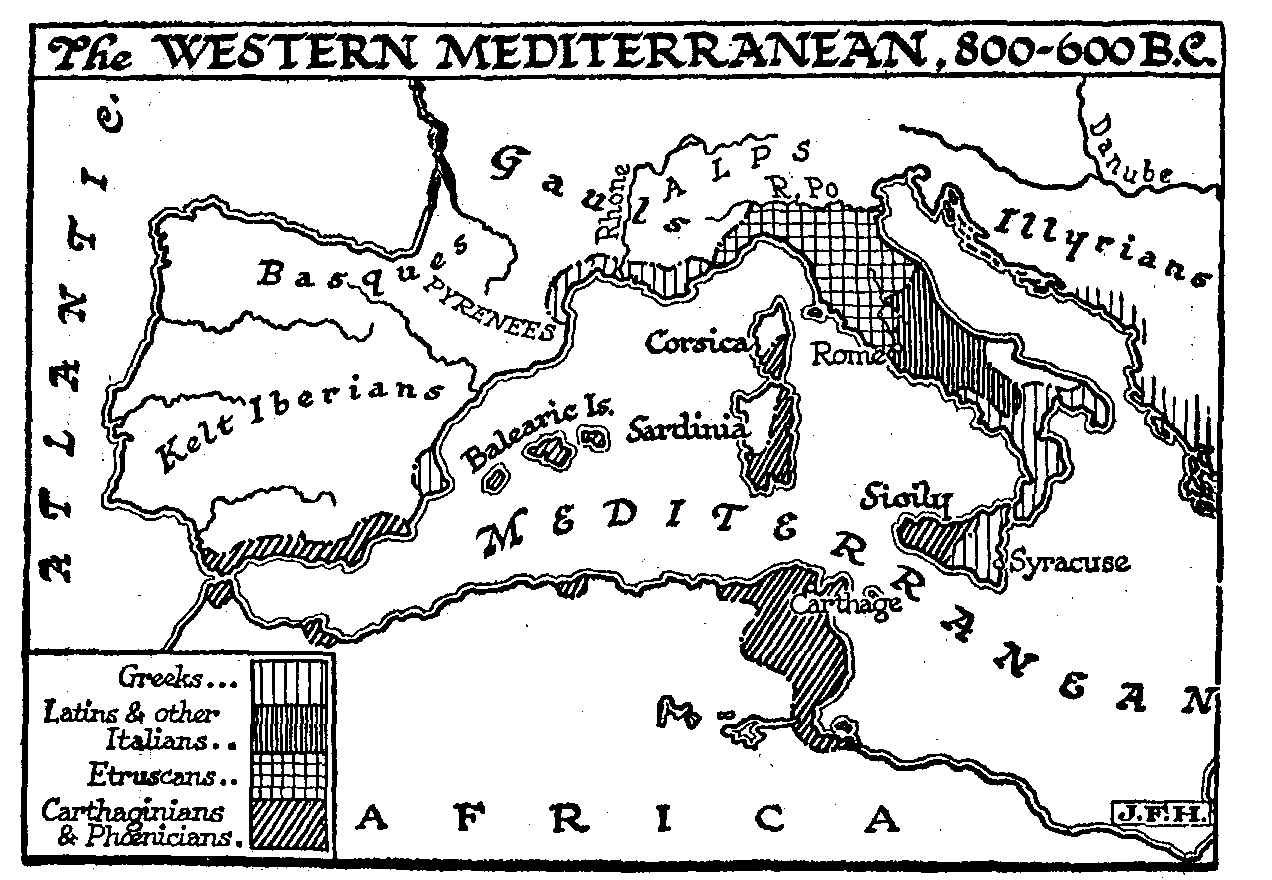 The WESTERN MEDITERRANEAN, 800-600 B.C.
ATLANTIC.
Gauls
Rhone
ALPS
R. Po
Danube
Illyrians
Basques
PYRENEES
Kelt Iberians
Corsica
Rome
Balearic Is.
Sardinia
MEDITERRANEAN
Sicily
Syracuse
Carthage
AFRICA
Greeks...
Latins & other
Italians..
Etruscans..
Carthaginians
& Phœnicians.
J.F.H.